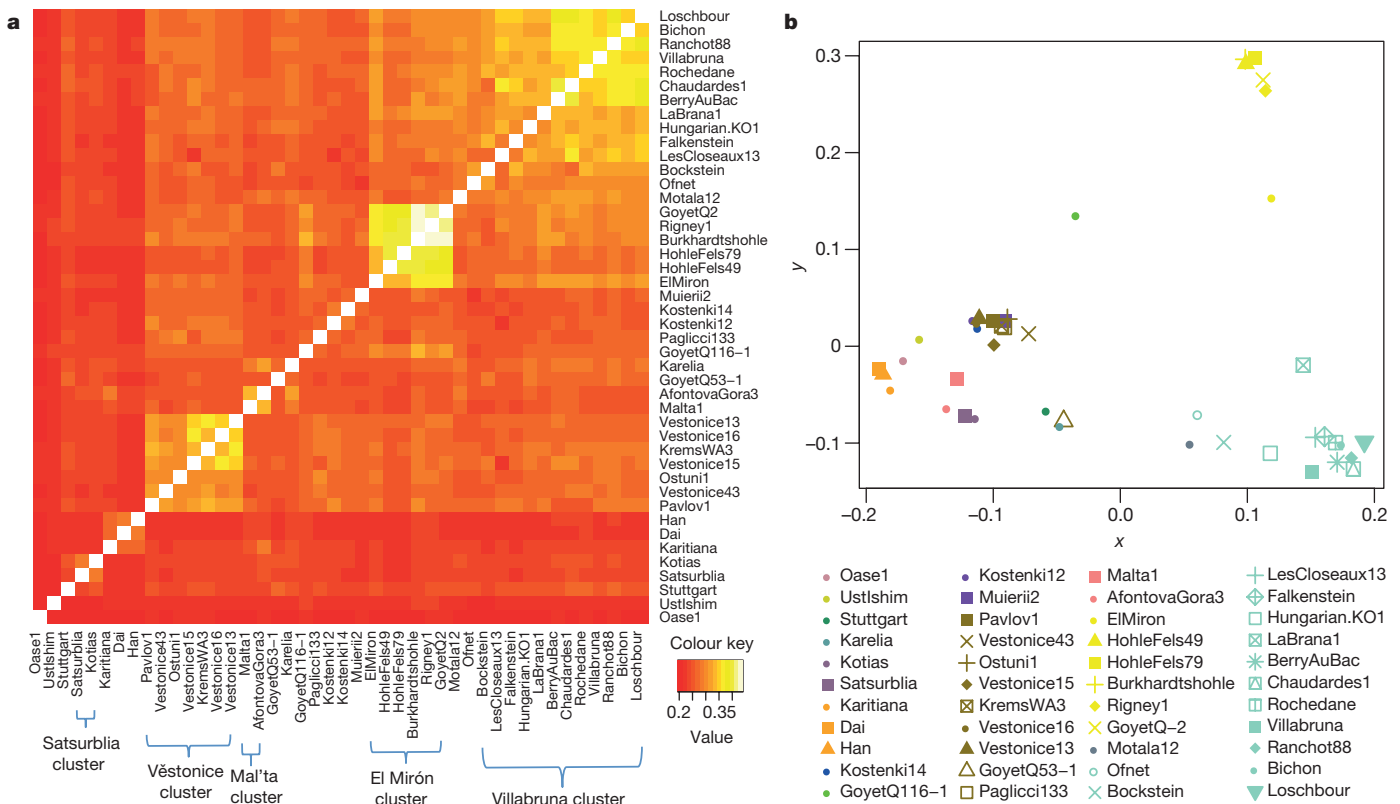 a
Loschbour
Bichon
Ranchot88
Villabruna
Rochedane
Chaudardes1
BerryAuBac
LaBrana1
Hungarian.KO1
Falkenstein
LesCloseaux13
Bockstein
Ofnet
Motala12
GoyetQ2
Rigney1
Burkhardtshohle
HohleFels79
HohleFels49
ElMiron
Muierii2
Kostenki14
Kostenki12
Paglicci133
GoyetQ116−1
Karelia
GoyetQ53−1
AfontovaGora3
Malta1
Vestonice13
Vestonice16
KremsWA3
Vestonice15
Ostuni1
Vestonice43
Pavlov1
Han
Dai
Karitiana
Kotias
Satsurblia
Stuttgart
UstIshim
Oase1
Oase1
UstIshim
Stuttgart
Satsurblia
Kotias
Karitiana
Dai
Han
Pavlov1
Vestonice43
Ostuni1
Vestonice15
KremsWA3
Vestonice16
Vestonice13
Malta1
AfontovaGora3
GoyetQ53−1
Karelia
GoyetQ116−1
Paglicci133
Kostenki12
Kostenki14
Muierii2
ElMiron
HohleFels49
HohleFels79
Burkhardtshohle
Rigney1
GoyetQ2
Motala12
Ofnet
Bockstein
LesCloseaux13
Falkenstein
Hungarian.KO1
LaBrana1
BerryAuBac
Chaudardes1
Rochedane
Villabruna
Ranchot88
Bichon
Loschbour
Satsurblia
cluster
Věstonice
cluster
Mal'ta
cluster
El Mirón
cluster
Villabruna cluster
Colour key
0.2 0.35
Value
b
0.3
0.2
0.1
0
−0.1
y
−0.2 −0.1 0.0 0.1 0.2
x
Oase1
UstIshim
Stuttgart
Karelia
Kotias
Satsurblia
Karitiana
Dai
Han
Kostenki14
GoyetQ116−1
Kostenki12
Muierii2
Pavlov1
Vestonice43
Ostuni1
Vestonice15
KremsWA3
Vestonice16
Vestonice13
GoyetQ53−1
Paglicci133
Malta1
AfontovaGora3
ElMiron
HohleFels49
HohleFels79
Burkhardtshohle
Rigney1
GoyetQ−2
Motala12
Ofnet
Bockstein
LesCloseaux13
Falkenstein
Hungarian.KO1
LaBrana1
BerryAuBac
Chaudardes1
Rochedane
Villabruna
Ranchot88
Bichon
Loschbour